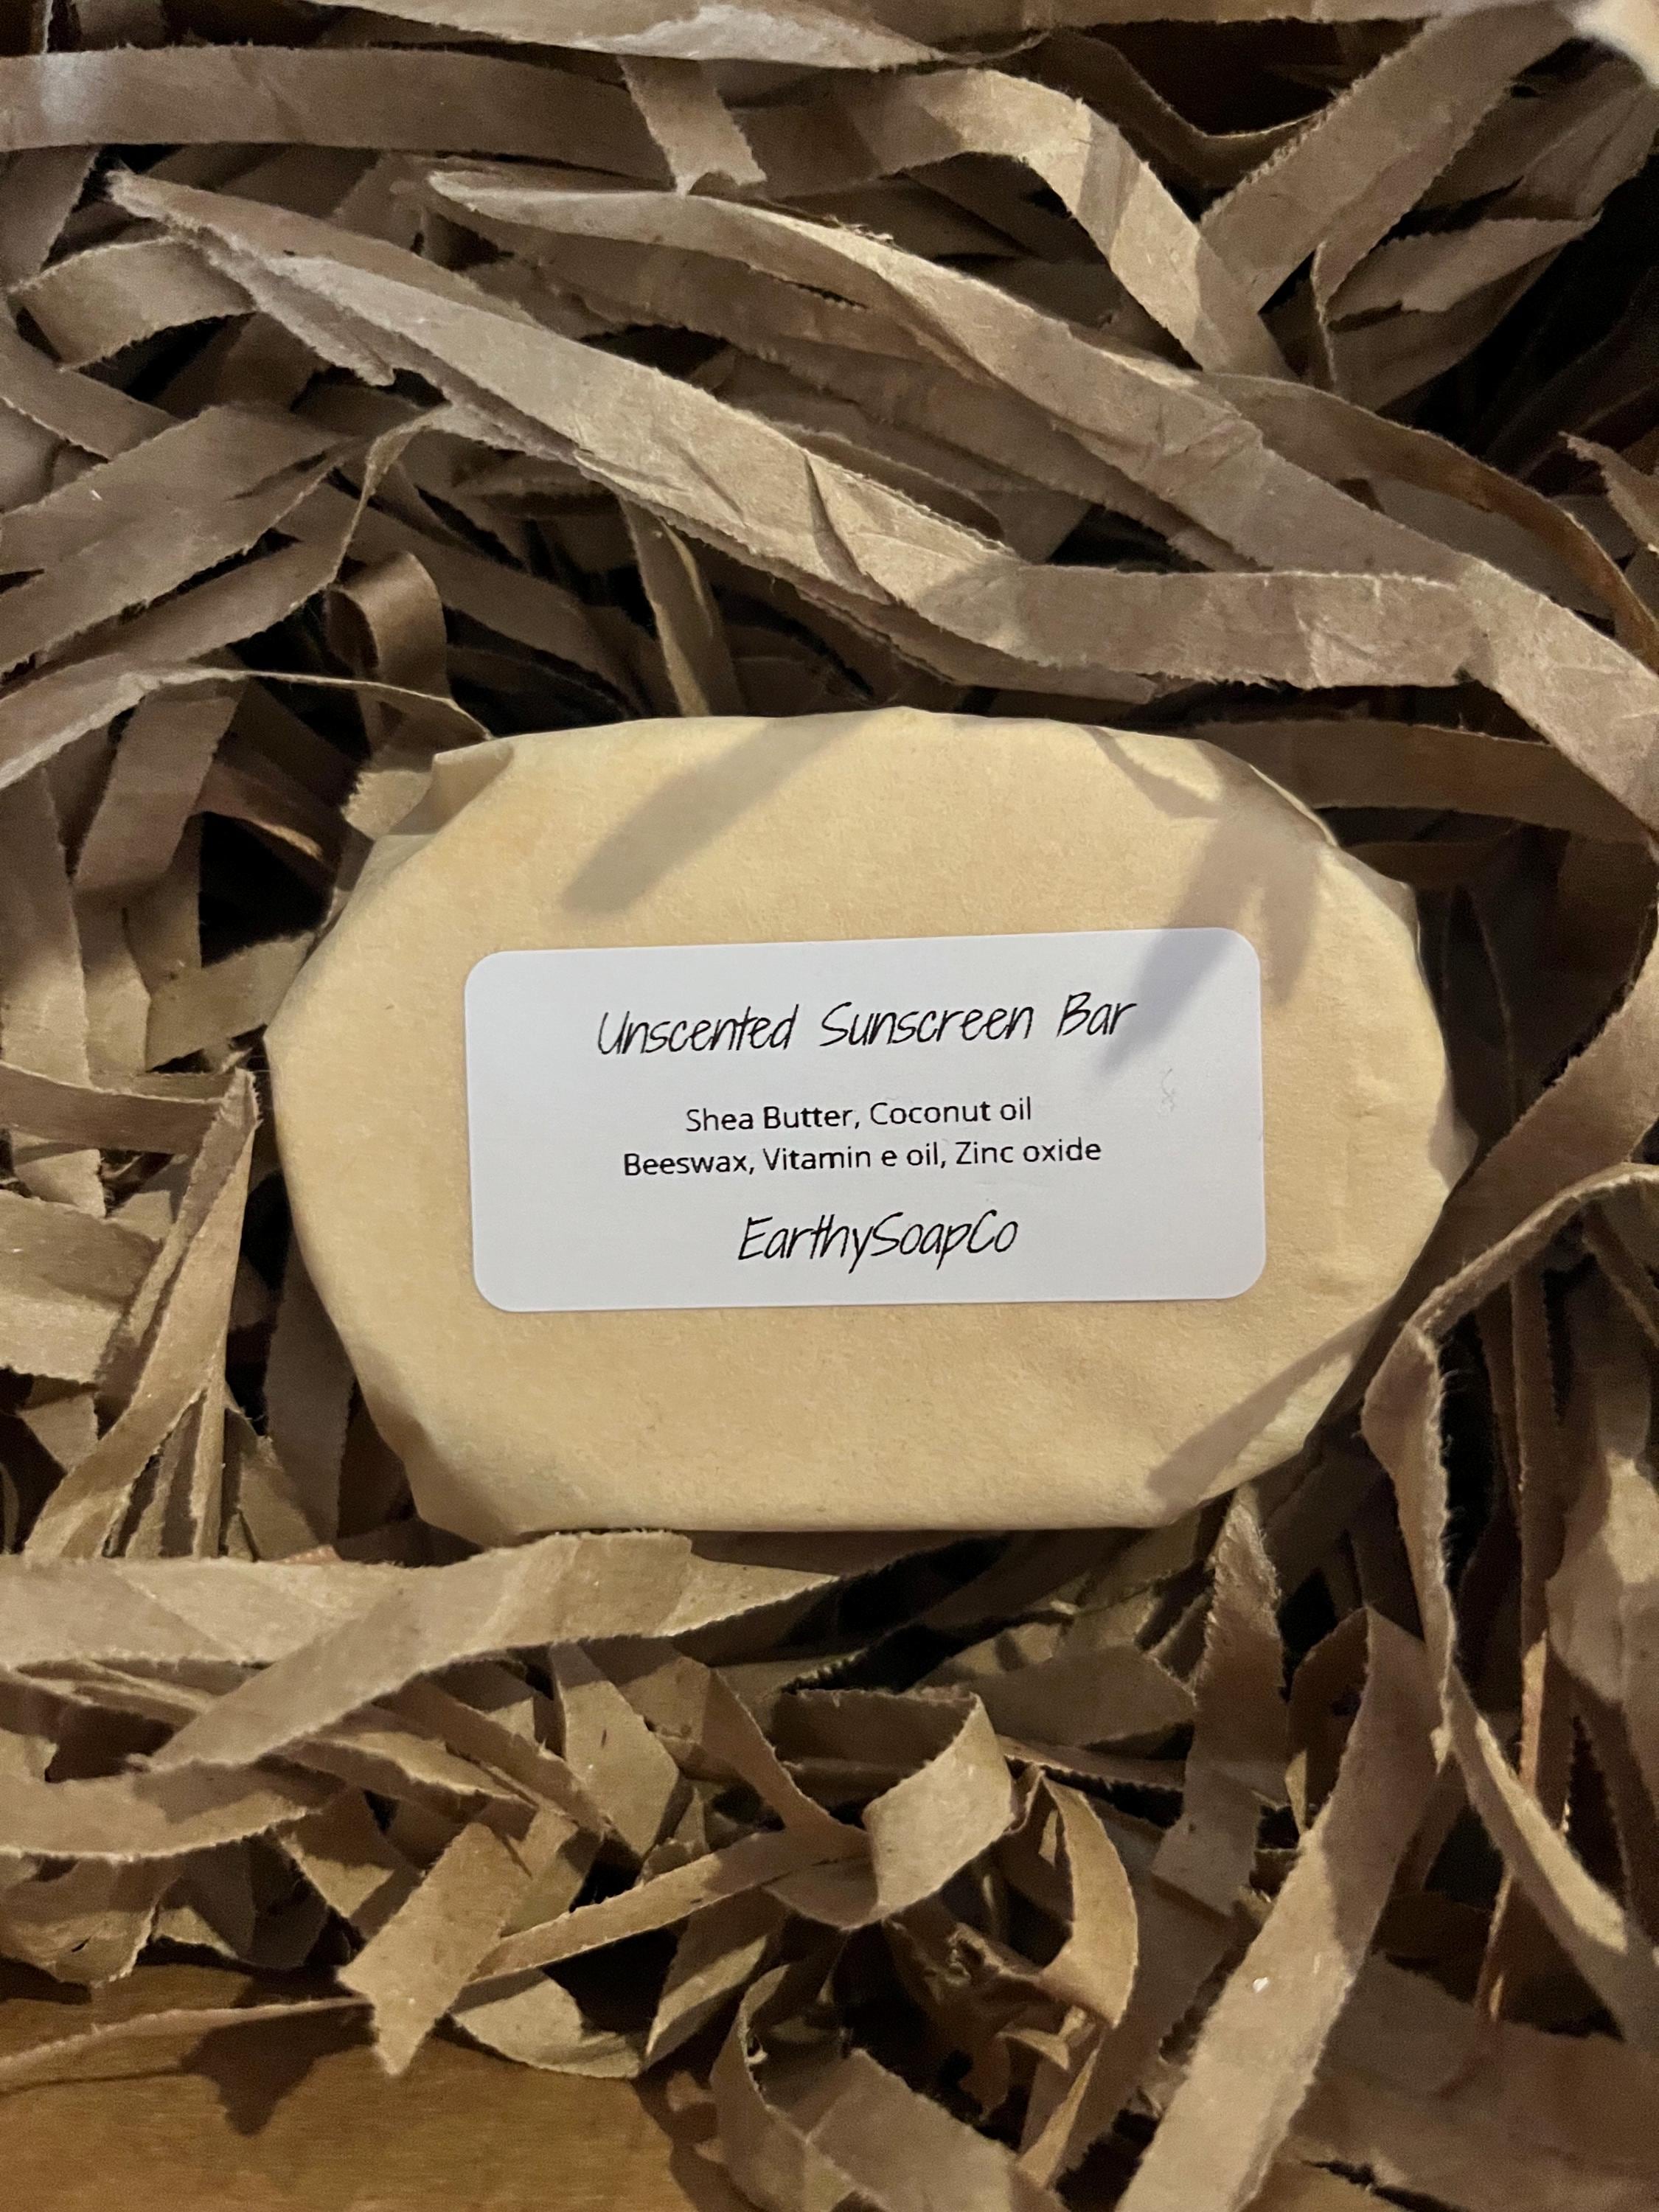 Unscented Sunscreen Bar
Shea Butter, Coconut oil
Beeswax, Vitamin e oil, Zinc oxide
EarthySoapCo